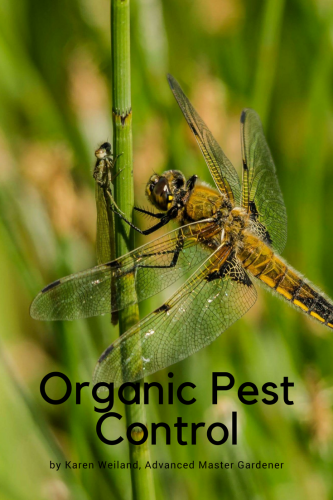 Organic Pest
Control
by Karen Weiland, Advanced Master Gardener